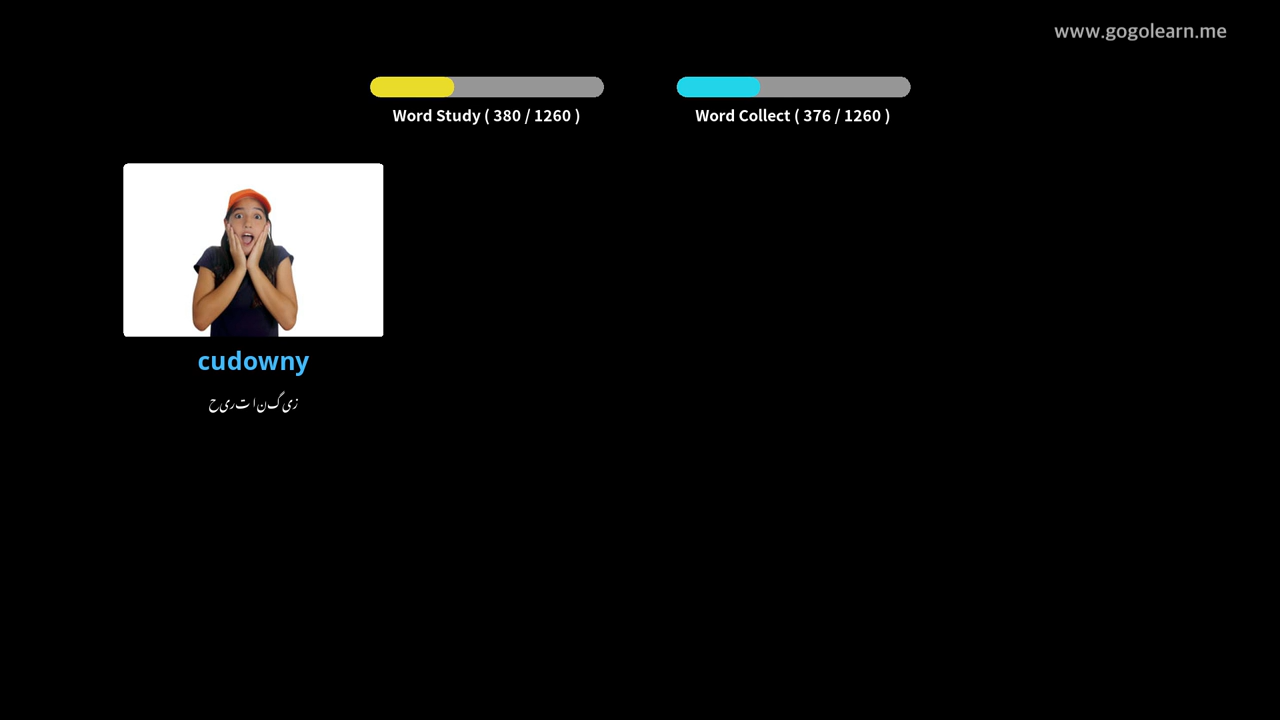 www.gogolearn.me
Word Study ( 380 / 1260 )
Word Collect ( 376 / 1260 )
cudowny
حیرت انگیز